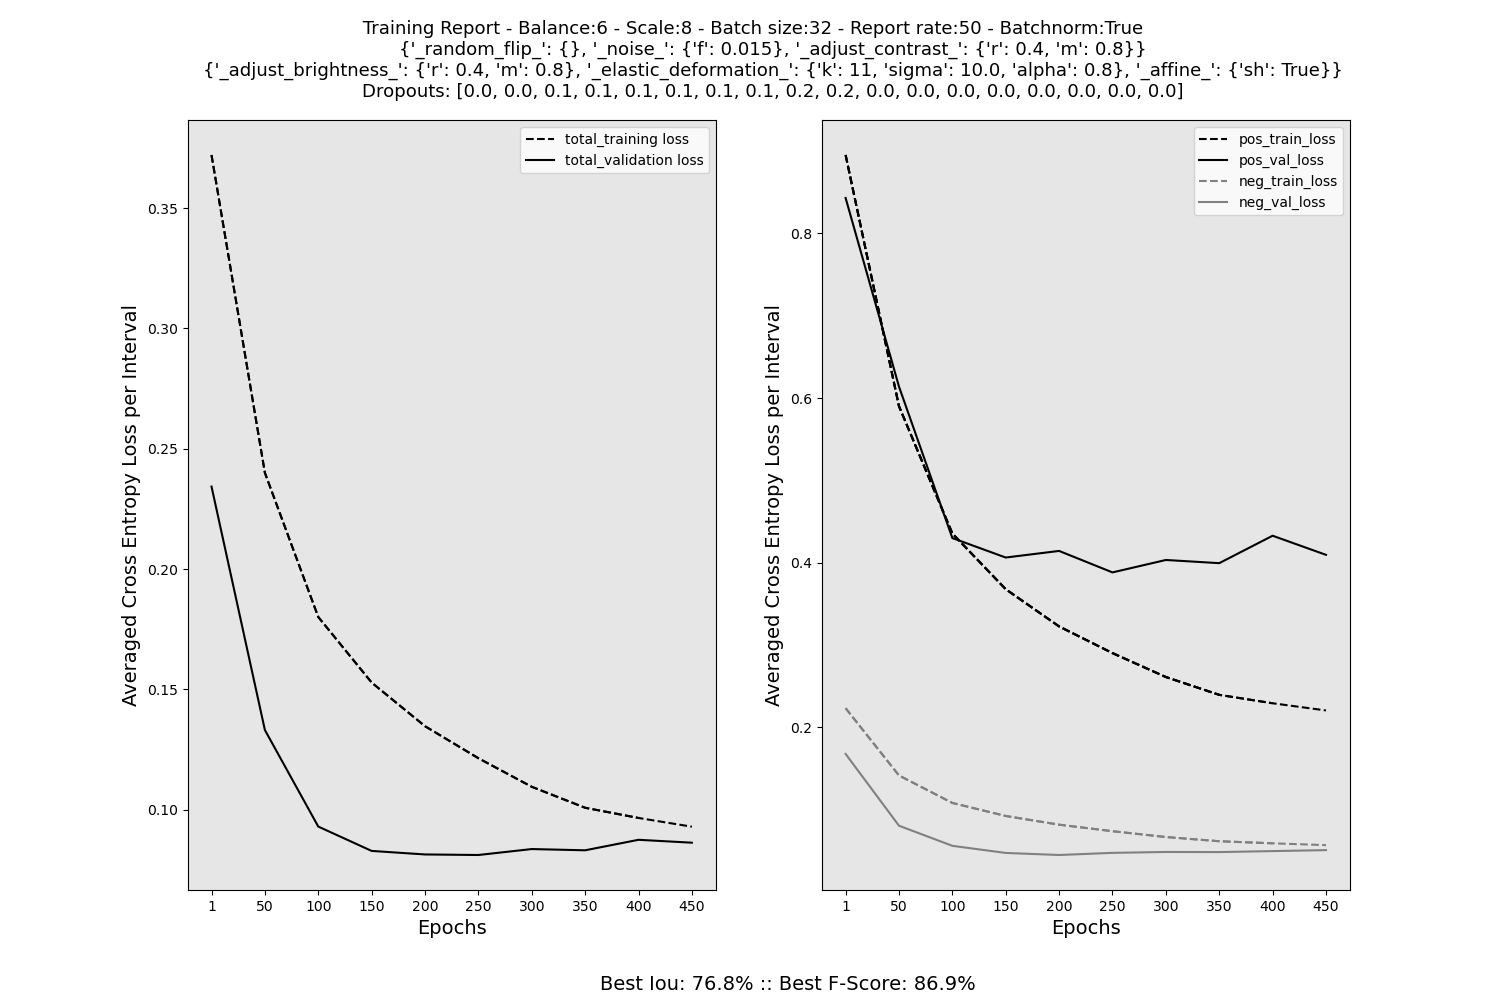 Training Report - Balance:6 - Scale:8 - Batch size:32 - Report rate:50 - Batchnorm:True
{'_random_flip_': {}, '_noise_': {'f': 0.015}, '_adjust_contrast_': {'r': 0.4, 'm': 0.8}}
{'_adjust_brightness_': {'r': 0.4, 'm': 0.8}, '_elastic_deformation_': {'k': 11, 'sigma': 10.0, 'alpha': 0.8}, '_affine_': {'sh': True}}
Dropouts: [0.0, 0.0, 0.1, 0.1, 0.1, 0.1, 0.1, 0.1, 0.2, 0.2, 0.0, 0.0, 0.0, 0.0, 0.0, 0.0, 0.0, 0.0]
total_training loss
total_validation loss
0.35
0.30
0.25
0.20
0.15
0.10
Averaged Cross Entropy Loss per Interval
1 50 100 150 200 250 300 350 400 450
Epochs
pos_train_loss
pos_val_loss
neg_train_loss
neg_val_loss
0.8
0.6
0.4
0.2
Averaged Cross Entropy Loss per Interval
1 50 100 150 200 250 300 350 400 450
Epochs
Best Iou: 76.8% :: Best F-Score: 86.9%